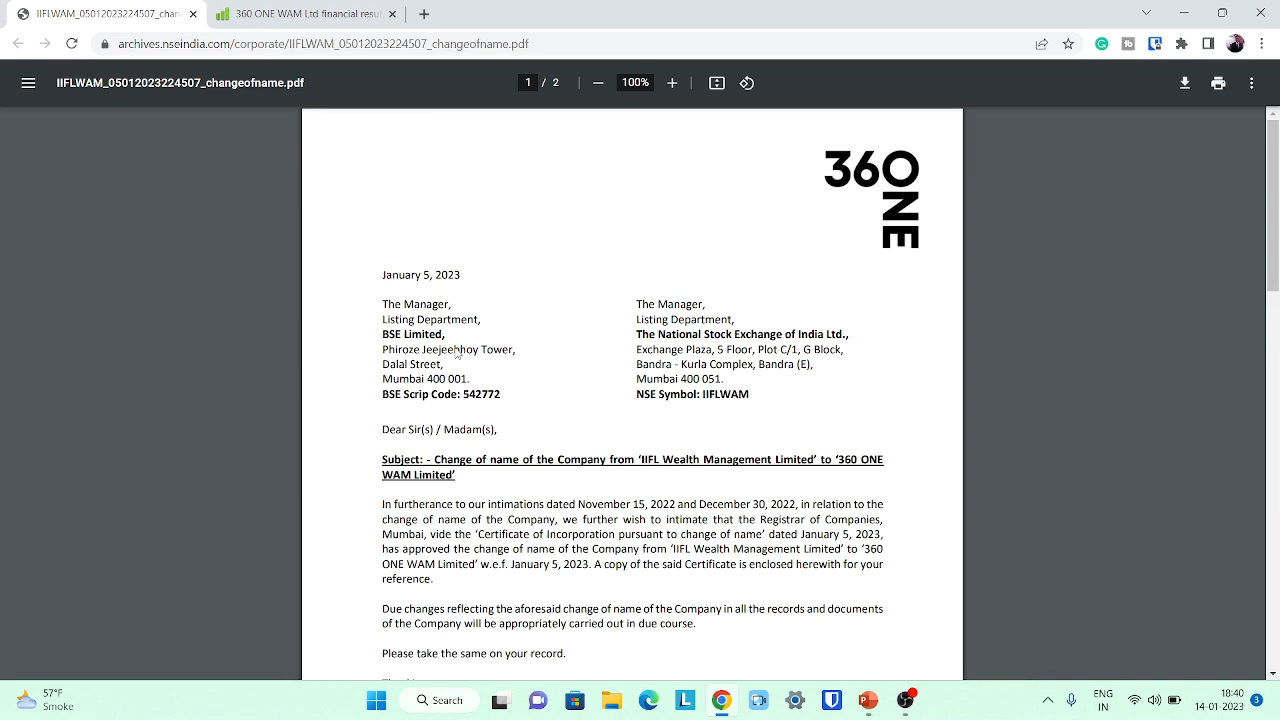 IIFLWAM_05012023224507_chan
360 ONE WAM Ltd financial resul
archives.nseindia.com/corporate/IIFLWAM_05012023224507_changeofname.pdf
IIFLWAM_05012023224507_changeofname.pdf
1 / 2
100%
36O
ONE
January 5, 2023
The Manager,
Listing Department,
BSE Limited,
Phiroze Jeejeebhoy Tower,
Dalal Street,
Mumbai 400 001.
BSE Scrip Code: 542772
The Manager,
Listing Department,
The National Stock Exchange of India Ltd.,
Exchange Plaza, 5 Floor, Plot C/1, G Block,
Bandra - Kurla Complex, Bandra (E),
Mumbai 400 051.
NSE Symbol: IIFLWAM
Dear Sir(s) / Madam(s),
Subject: - Change of name of the Company from ‘IIFL Wealth Management Limited’ to ‘360 ONE
WAM Limited’
In furtherance to our intimations dated November 15, 2022 and December 30, 2022, in relation to the
change of name of the Company, we further wish to intimate that the Registrar of Companies,
Mumbai, vide the ‘Certificate of Incorporation pursuant to change of name’ dated January 5, 2023,
has approved the change of name of the Company from ‘IIFL Wealth Management Limited’ to ‘360
ONE WAM Limited’ w.e.f. January 5, 2023. A copy of the said Certificate is enclosed herewith for your
reference.
Due changes reflecting the aforesaid change of name of the Company in all the records and documents
of the Company will be appropriately carried out in due course.
Please take the same on your record.
57°F
Smoke
Search
ENG
IN
18:40
14-01-2023
3